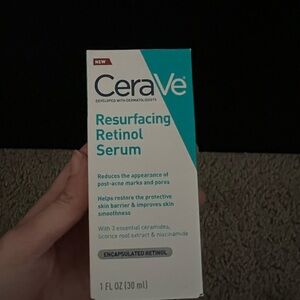 NEW
CeraVe
DEVELOPED WITH DERMATOLOGISTS
Resurfacing
Retinol
Serum
Reduces the appearance of
post-acne marks and pores
Helps restore the protective
skin barrier & improves skin
smoothness
With 3 essential ceramides,
licorice root extract & niacinamide
ENCAPSULATED RETINOL
1 FL OZ (30 ml)